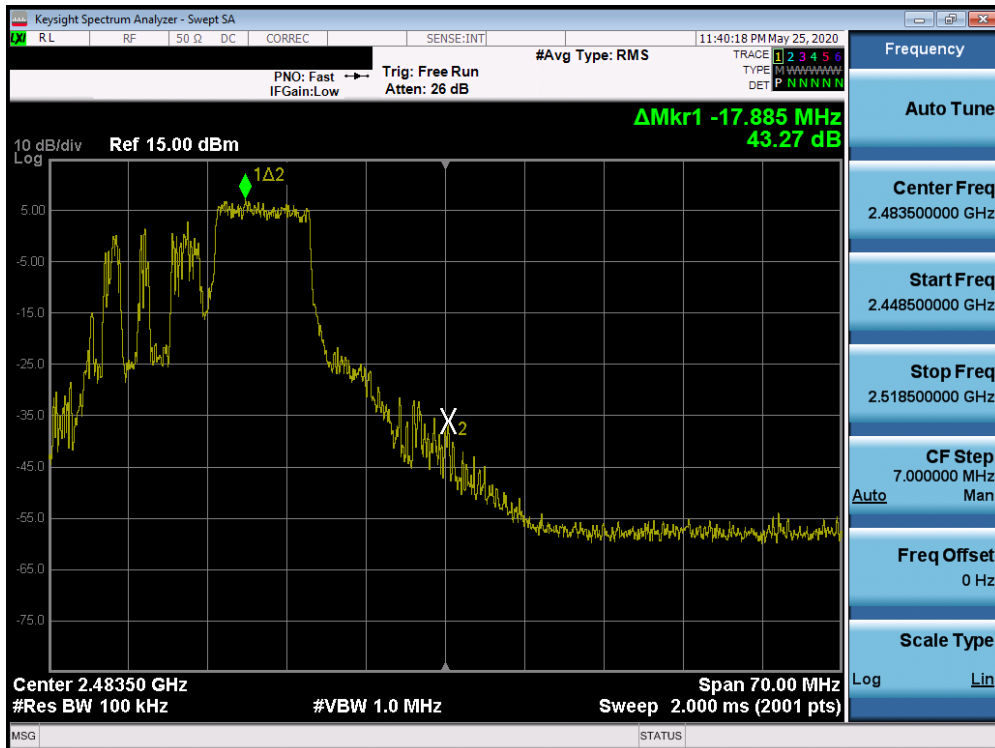 Keysight Spectrum Analyzer - Swept SA
LXI RL RF 50 Ω DC CORREC SENSE:INT 11:40:18 PM May 25, 2020
PNO: Fast Trig: Free Run #Avg Type: RMS TRACE 1 2 3 4 5 6
IFGain:Low Atten: 26 dB TYPE M W W W W W
DET P N N N N N
ΔMkr1 -17.885 MHz
43.27 dB
10 dB/div Ref 15.00 dBm
Log
1Δ2
5.00
-5.00
-15.0
-25.0
-35.0
2
-45.0
-55.0
-65.0
-75.0
Center 2.48350 GHz Span 70.00 MHz
#Res BW 100 kHz #VBW 1.0 MHz Sweep 2.000 ms (2001 pts)
MSG STATUS
Frequency
Auto Tune
Center Freq
2.483500000 GHz
Start Freq
2.448500000 GHz
Stop Freq
2.518500000 GHz
CF Step
7.000000 MHz
Auto Man
Freq Offset
0 Hz
Scale Type
Log Lin